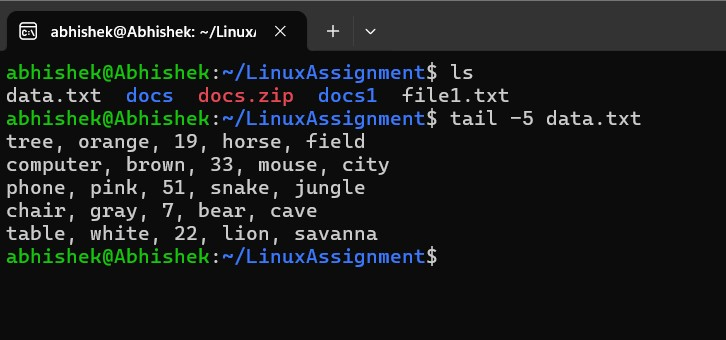 abhishek@Abhishek: ~/Linux/
abhishek@Abhishek:~/LinuxAssignment$ ls
data.txt  docs  docs.zip  docs1  file1.txt
abhishek@Abhishek:~/LinuxAssignment$ tail -5 data.txt
tree, orange, 19, horse, field
computer, brown, 33, mouse, city
phone, pink, 51, snake, jungle
chair, gray, 7, bear, cave
table, white, 22, lion, savanna
abhishek@Abhishek:~/LinuxAssignment$